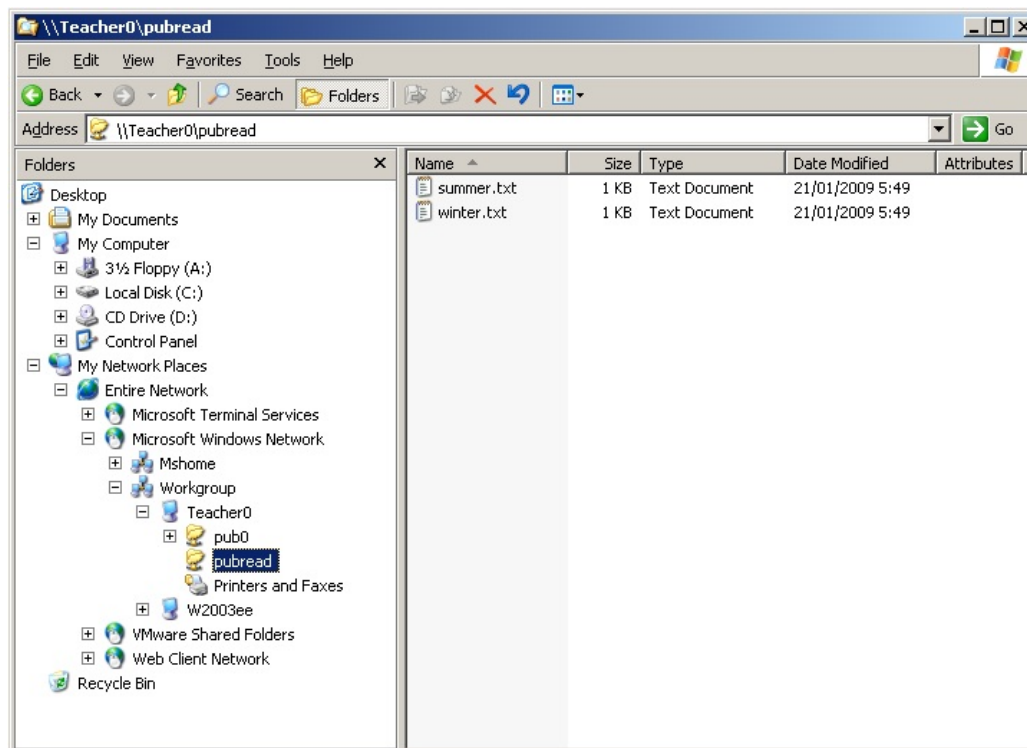 \\Teacher0\pubread
File Edit View Favorites Tools Help
Back Search Folders
Address \\Teacher0\pubread Go
Folders
Desktop
My Documents
My Computer
3½ Floppy (A:)
Local Disk (C:)
CD Drive (D:)
Control Panel
My Network Places
Entire Network
Microsoft Terminal Services
Microsoft Windows Network
Mshome
Workgroup
Teacher0
pub0
pubread
Printers and Faxes
W2003ee
VMware Shared Folders
Web Client Network
Recycle Bin
Name Size Type Date Modified Attributes
summer.txt 1 KB Text Document 21/01/2009 5:49
winter.txt 1 KB Text Document 21/01/2009 5:49